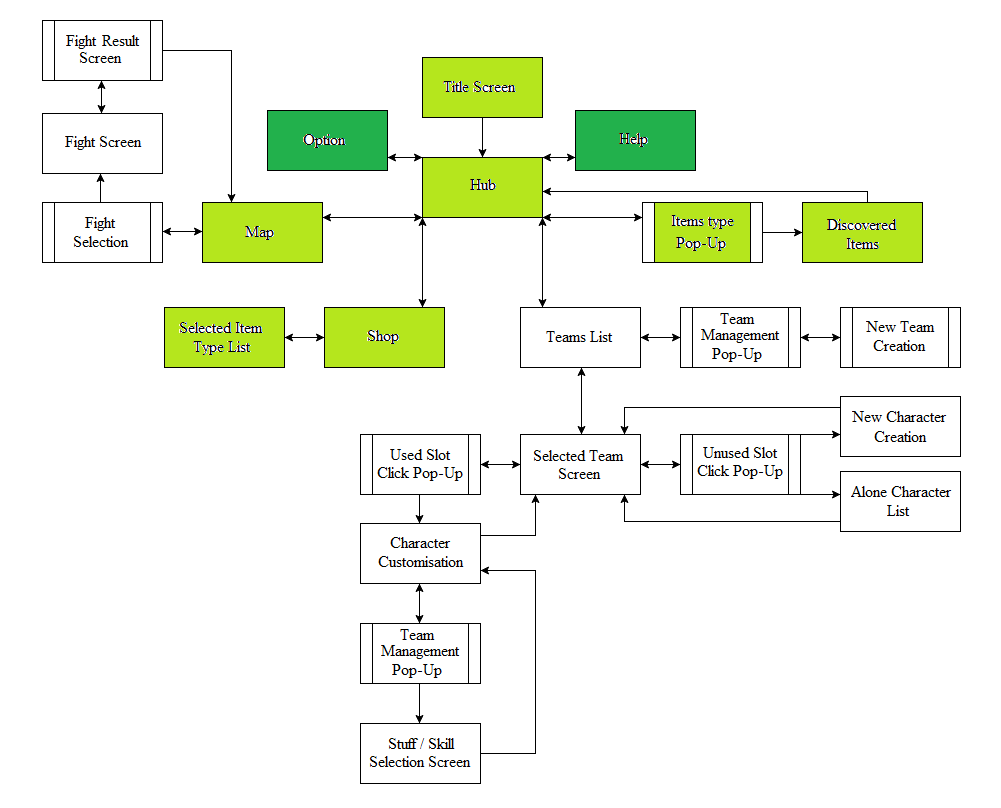 Fight Result
Screen
Title Screen
Fight Screen
Option
Help
Hub
Fight
Selection
Map
Items type
Pop-Up
Discovered
Items
Selected Item
Type List
Shop
Teams List
Team
Management
Pop-Up
New Team
Creation
New Character
Creation
Used Slot
Click Pop-Up
Selected Team
Screen
Unused Slot
Click Pop-Up
Alone Character
List
Character
Customisation
Team
Management
Pop-Up
Stuff / Skill
Selection Screen